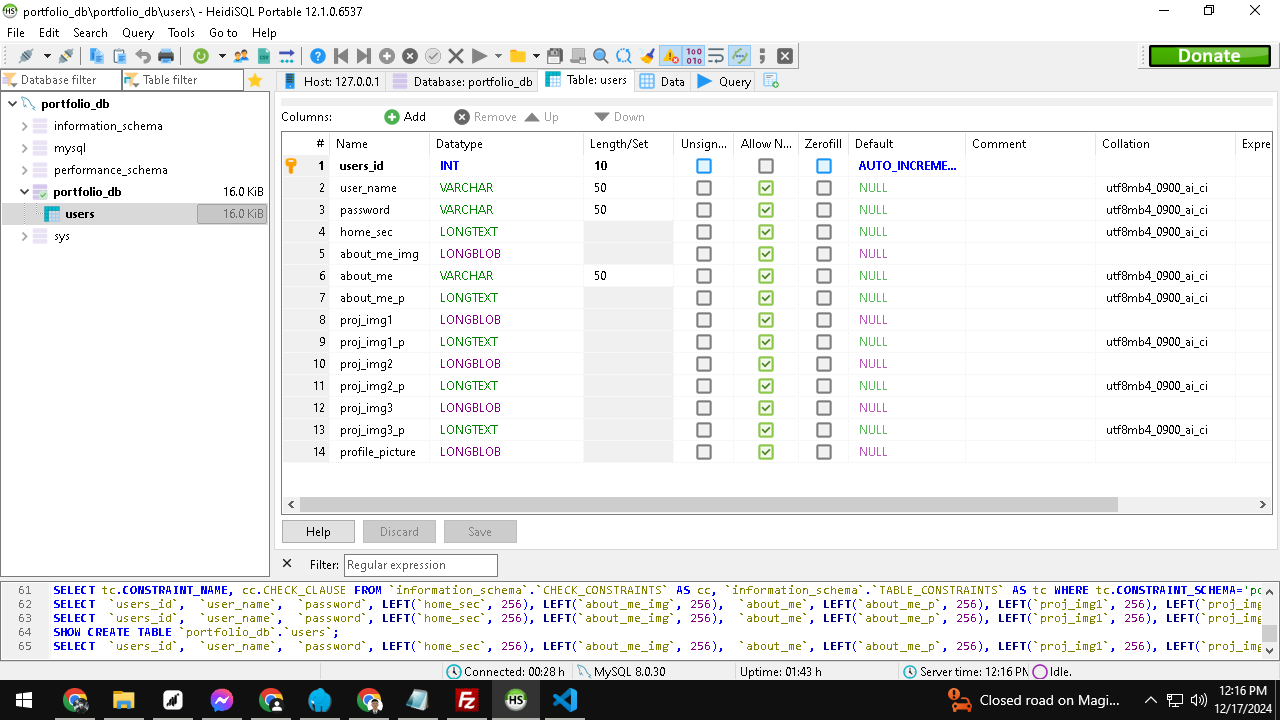 portfolio_db\portfolio_db\users\ - HeidiSQL Portable 12.1.0.6537
File Edit Search Query Tools Go to Help
Donate
Database filter Table filter Host: 127.0.0.1 Database: portfolio_db Table: users Data Query
portfolio_db
information_schema
mysql
performance_schema
portfolio_db 16.0 KiB
users 16.0 KiB
sys
Columns: Add Remove Up Down
# Name Datatype Length/Set Unsign... Allow N... Zerofill Default Comment Collation Expre
1 users_id INT 10 AUTO_INCREME...
2 user_name VARCHAR 50 NULL utf8mb4_0900_ai_ci
3 password VARCHAR 50 NULL utf8mb4_0900_ai_ci
4 home_sec LONGTEXT NULL utf8mb4_0900_ai_ci
5 about_me_img LONGBLOB NULL
6 about_me VARCHAR 50 NULL utf8mb4_0900_ai_ci
7 about_me_p LONGTEXT NULL utf8mb4_0900_ai_ci
8 proj_img1 LONGBLOB NULL
9 proj_img1_p LONGTEXT NULL utf8mb4_0900_ai_ci
10 proj_img2 LONGBLOB NULL
11 proj_img2_p LONGTEXT NULL utf8mb4_0900_ai_ci
12 proj_img3 LONGBLOB NULL
13 proj_img3_p LONGTEXT NULL utf8mb4_0900_ai_ci
14 profile_picture LONGBLOB NULL
Help Discard Save
Filter: Regular expression
61 SELECT tc.CONSTRAINT_NAME, cc.CHECK_CLAUSE FROM `information_schema`.`CHECK_CONSTRAINTS` AS cc, `information_schema`.`TABLE_CONSTRAINTS` AS tc WHERE tc.CONSTRAINT_SCHEMA='po
62 SELECT `users_id`, `user_name`, `password`, LEFT(`home_sec`, 256), LEFT(`about_me_img`, 256), `about_me`, LEFT(`about_me_p`, 256), LEFT(`proj_img1`, 256), LEFT(`proj_img
63 SELECT `users_id`, `user_name`, `password`, LEFT(`home_sec`, 256), LEFT(`about_me_img`, 256), `about_me`, LEFT(`about_me_p`, 256), LEFT(`proj_img1`, 256), LEFT(`proj_img
64 SHOW CREATE TABLE `portfolio_db`.`users`;
65 SELECT `users_id`, `user_name`, `password`, LEFT(`home_sec`, 256), LEFT(`about_me_img`, 256), `about_me`, LEFT(`about_me_p`, 256), LEFT(`proj_img1`, 256), LEFT(`proj_img
Connected: 00:28 h MySQL 8.0.30 Uptime: 01:43 h Server time: 12:16 PM Idle.
Closed road on Magi...
12:16 PM
12/17/2024